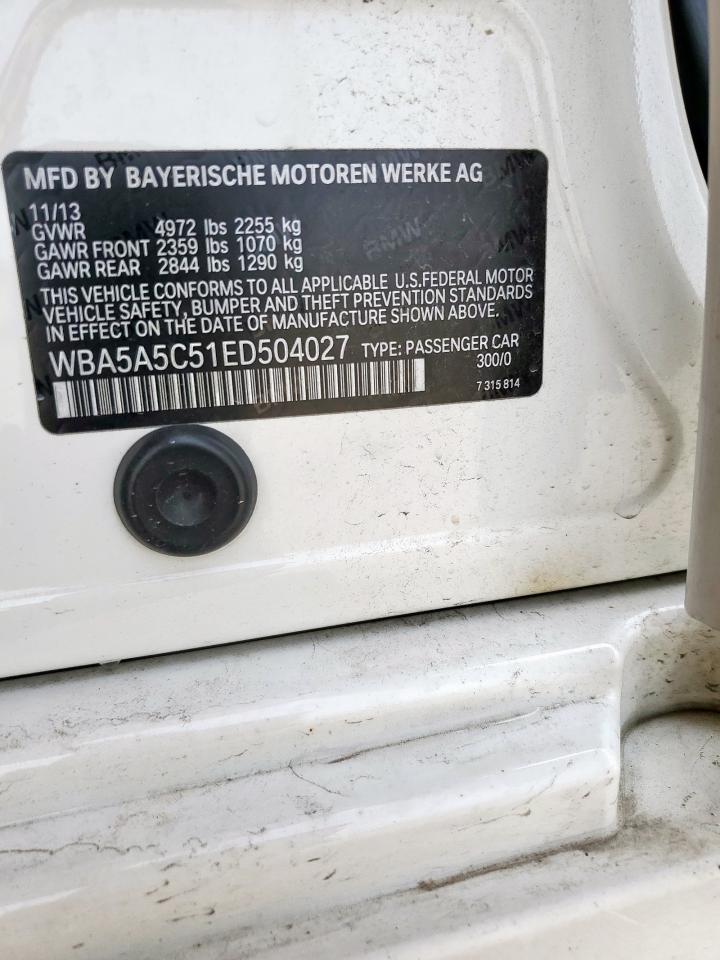 MFD BY BAYERISCHE MOTOREN WERKE AG
11/13
GVWR 4972 lbs 2255 kg
GAWR FRONT 2359 lbs 1070 kg
GAWR REAR 2844 lbs 1290 kg
THIS VEHICLE CONFORMS TO ALL APPLICABLE U.S.FEDERAL MOTOR
VEHICLE SAFETY, BUMPER AND THEFT PREVENTION STANDARDS
IN EFFECT ON THE DATE OF MANUFACTURE SHOWN ABOVE.
WBA5A5C51ED504027 TYPE: PASSENGER CAR
300/0
7 315 814